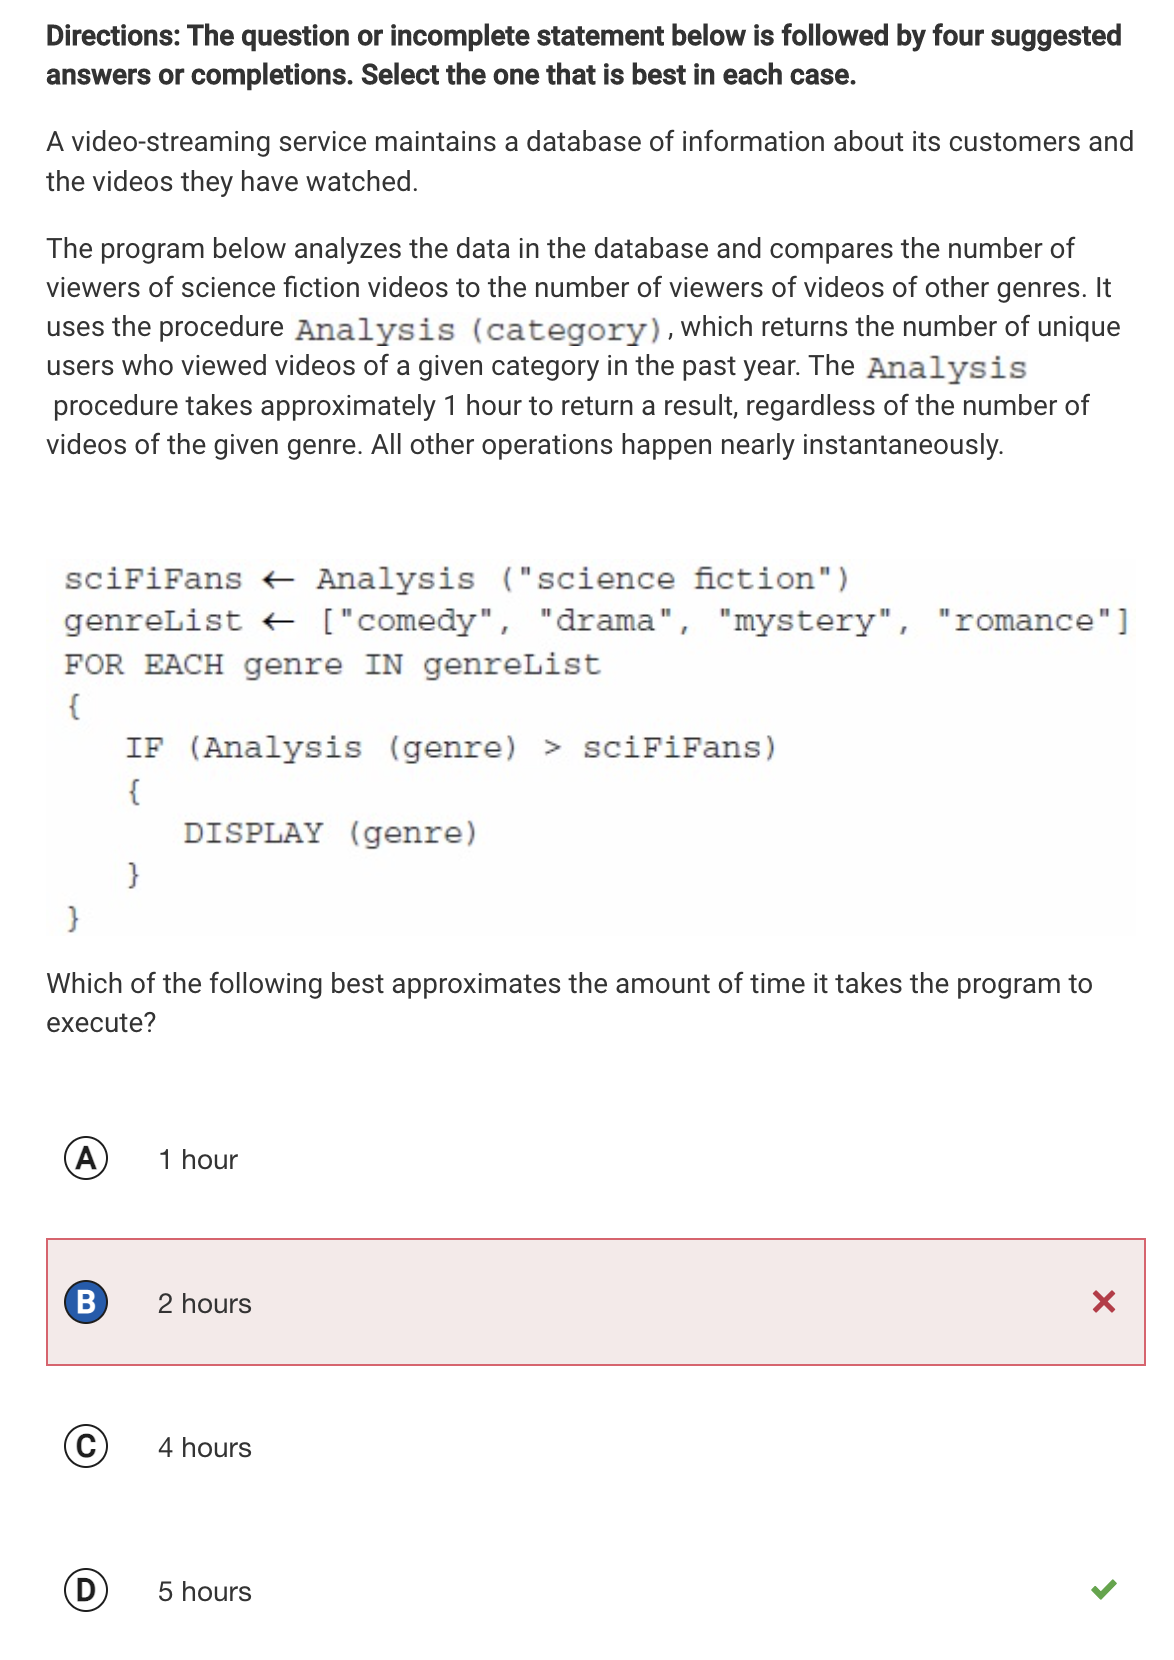 Directions: The question or incomplete statement below is followed by four suggested
answers or completions. Select the one that is best in each case.
A video-streaming service maintains a database of information about its customers and
the videos they have watched.
The program below analyzes the data in the database and compares the number of
viewers of science fiction videos to the number of viewers of videos of other genres. It
uses the procedure Analysis (category), which returns the number of unique
users who viewed videos of a given category in the past year. The Analysis
procedure takes approximately 1 hour to return a result, regardless of the number of
videos of the given genre. All other operations happen nearly instantaneously.
sciFiFans ← Analysis ("science fiction")
genreList ← ["comedy", "drama", "mystery", "romance"]
FOR EACH genre IN genreList
{
IF (Analysis (genre) > sciFiFans)
{
DISPLAY (genre)
}
}
Which of the following best approximates the amount of time it takes the program to
execute?
A 1 hour
B 2 hours
C 4 hours
D 5 hours